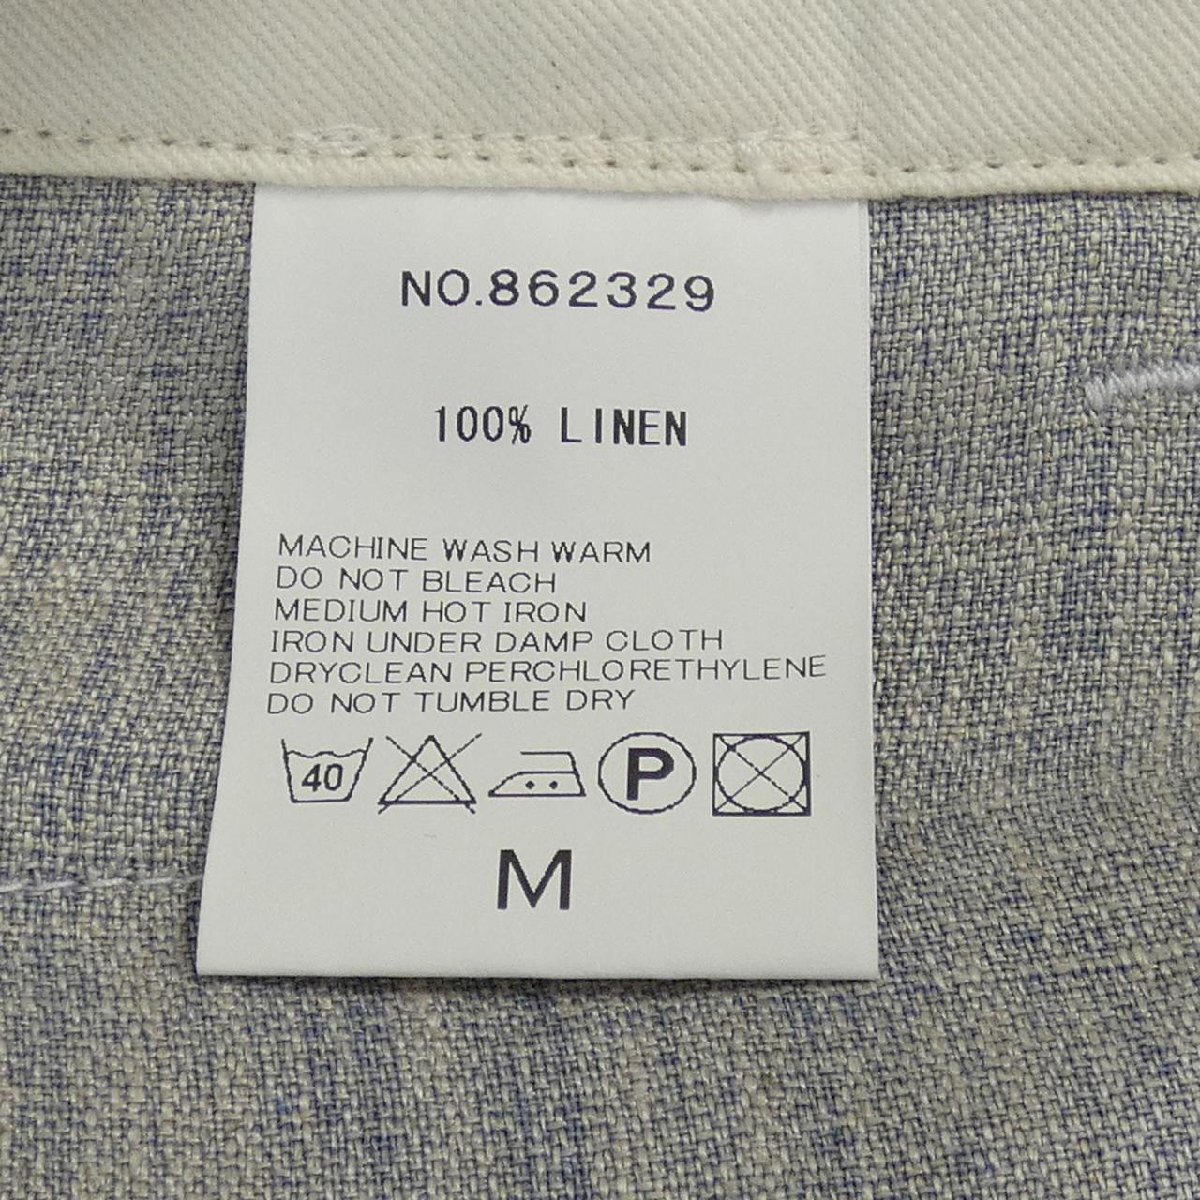 NO.862329
100% LINEN
MACHINE WASH WARM
DO NOT BLEACH
MEDIUM HOT IRON
IRON UNDER DAMP CLOTH
DRYCLEAN PERCHLORETHYLENE
DO NOT TUMBLE DRY
40 P
M